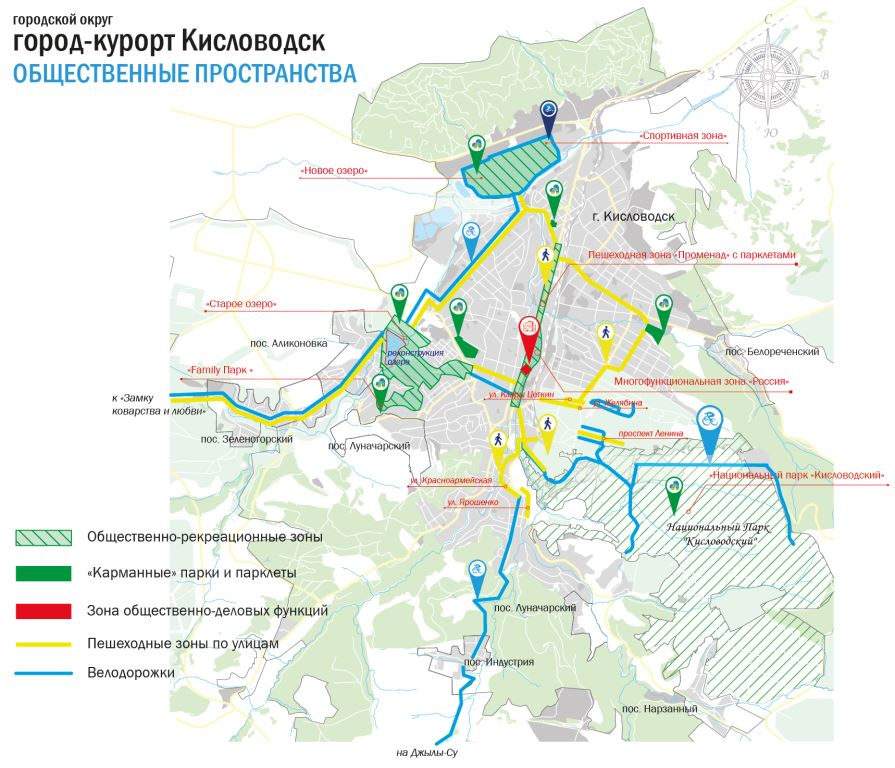 городской округ
город-курорт Кисловодск
ОБЩЕСТВЕННЫЕ ПРОСТРАНСТВА
С
З
В
Ю
«Спортивная зона»
«Новое озеро»
г. Кисловодск
Пешеходная зона «Променад» с парклетами
«Старое озеро»
пос. Аликоновка
реконструкция
озера
пос. Белореченский
«Family Парк »
Многофункциональная зона «Россия»
к «Замку
коварства и любви»
ул. Клары Цеткин
ул. Желябина
пос. Зеленогорский
пос. Луначарский
проспект Ленина
ул. Красноармейская
«Национальный парк «Кисловодский»
ул. Ярошенко
Национальный Парк
"Кисловодский"
Общественно-рекреационные зоны
«Карманные» парки и парклеты
Зона общественно-деловых функций
Пешеходные зоны по улицам
Велодорожки
пос. Луначарский
пос. Индустрия
пос. Нарзанный
на Джылы-Су